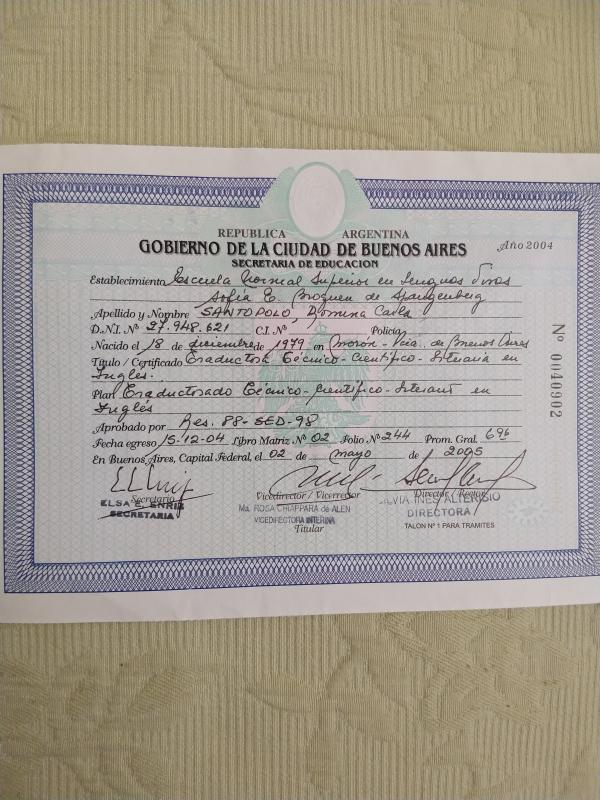 REPUBLICA ARGENTINA
GOBIERNO DE LA CIUDAD DE BUENOS AIRES
SECRETARIA DE EDUCACION
Año 2004
Establecimiento Escuela Normal Superior en Lenguas Vivas
Sofía E. Broquen de Spangenberg
Apellido y Nombre SANTOPOLO, Romina Carla
D.N.I. Nº 27.948.621 C.I. Nº Policía
Nacido el 18 de diciembre de 1979 en Morón - Pcia. de Buenos Aires
Título / Certificado Traductora Técnico-Científico-Literaria en
Inglés.
Plan Traductorado Técnico-Científico-Literario en
Inglés
Aprobado por Res. 88-SED-98
Fecha egreso 15-12-04 Libro Matriz Nº 02 Folio Nº 244 Prom. Gral.
En Buenos Aires, Capital Federal, el 02 de mayo de 2005
Secretario
ELSA E. ENRIZ
SECRETARIA
Vicedirector / Vicerrector
Ma. ROSA CHIAPPARA de ALEN
VICEDIRECTORA INTERINA
Titular
Director / Rector
SILVIA INES ALTERGIO
DIRECTORA
TALON Nº 1 PARA TRAMITES
Nº 0040902